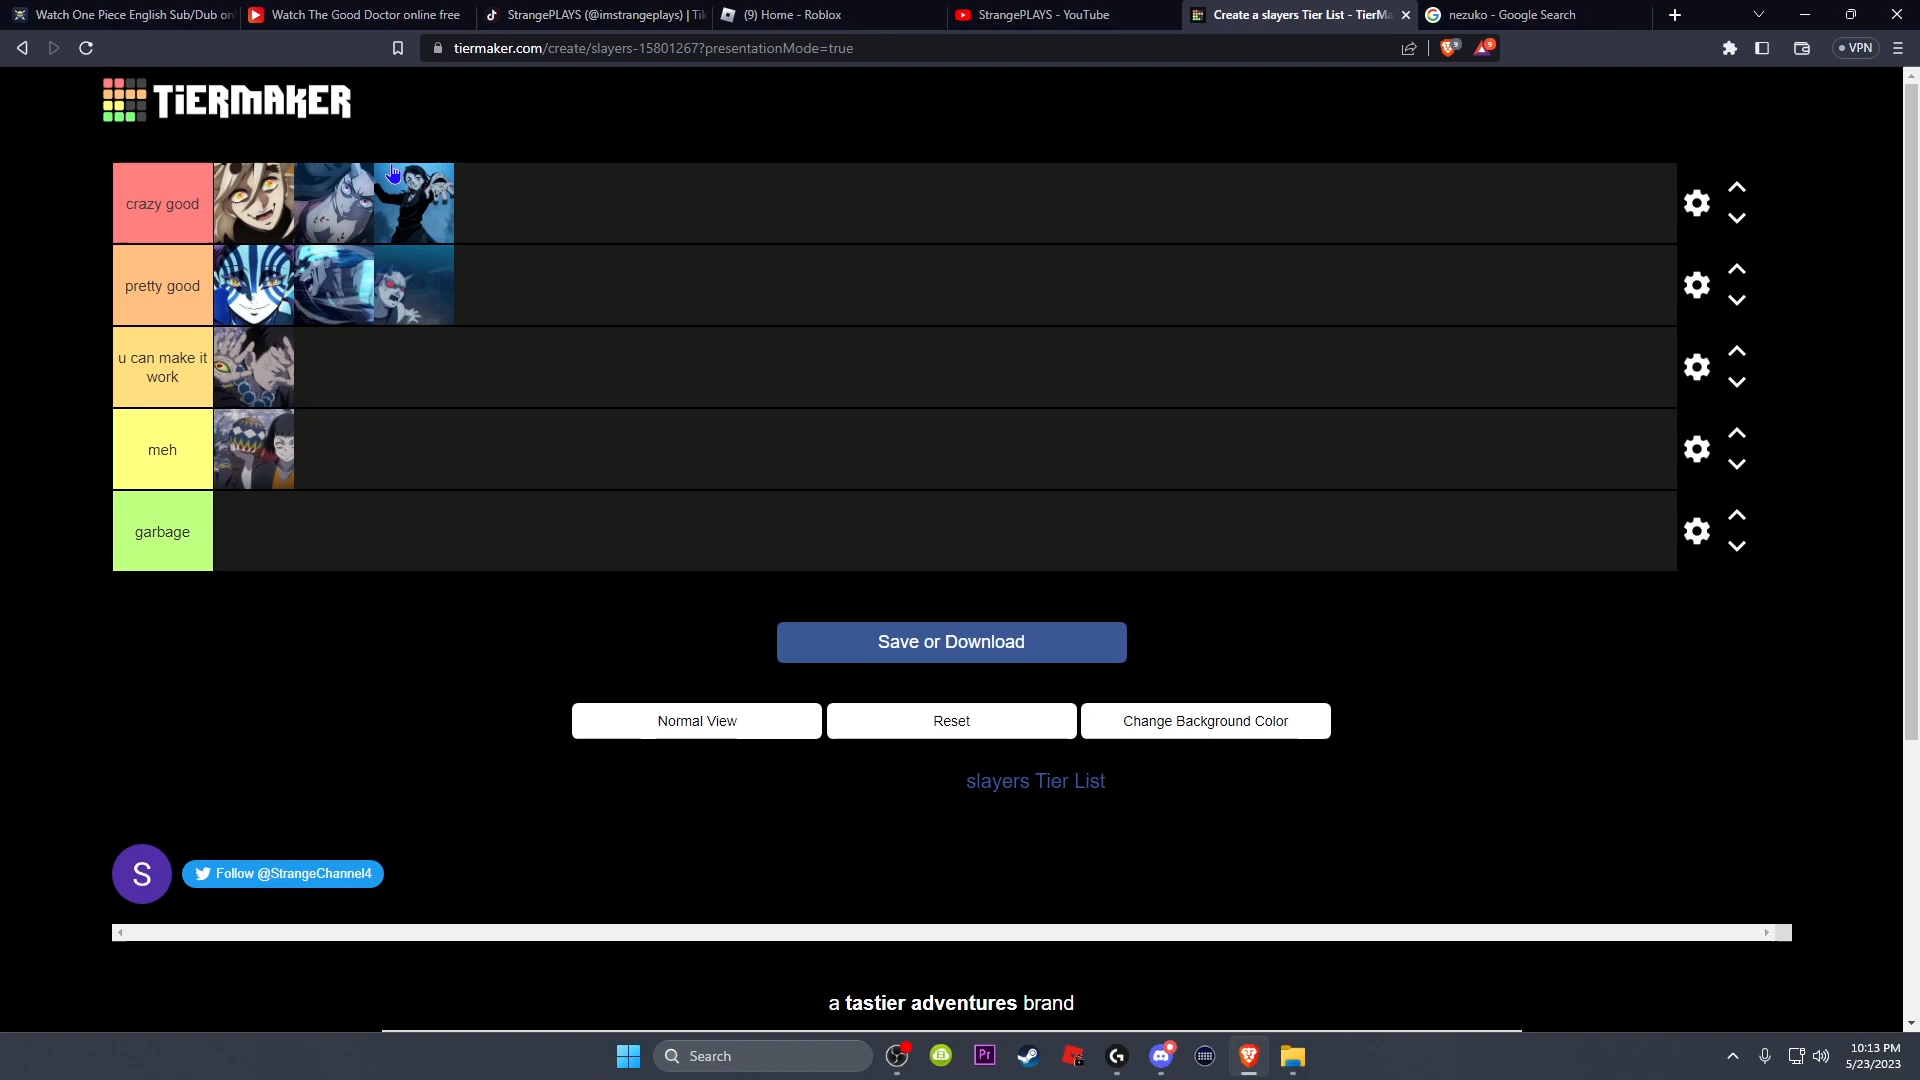 Watch One Piece English Sub/Dub on
Watch The Good Doctor online free
StrangePLAYS (@imstrangeplays) | Tik
(9) Home - Roblox
StrangePLAYS - YouTube
Create a slayers Tier List - TierMa
nezuko - Google Search
tiermaker.com/create/slayers-15801267?presentationMode=true
9
9
VPN
TiERMAKER
crazy good
pretty good
u can make it
work
meh
garbage
Save or Download
Normal View
Reset
Change Background Color
slayers Tier List
S
Follow @StrangeChannel4
a tastier adventures brand
Search
Pr
10:13 PM
5/23/2023